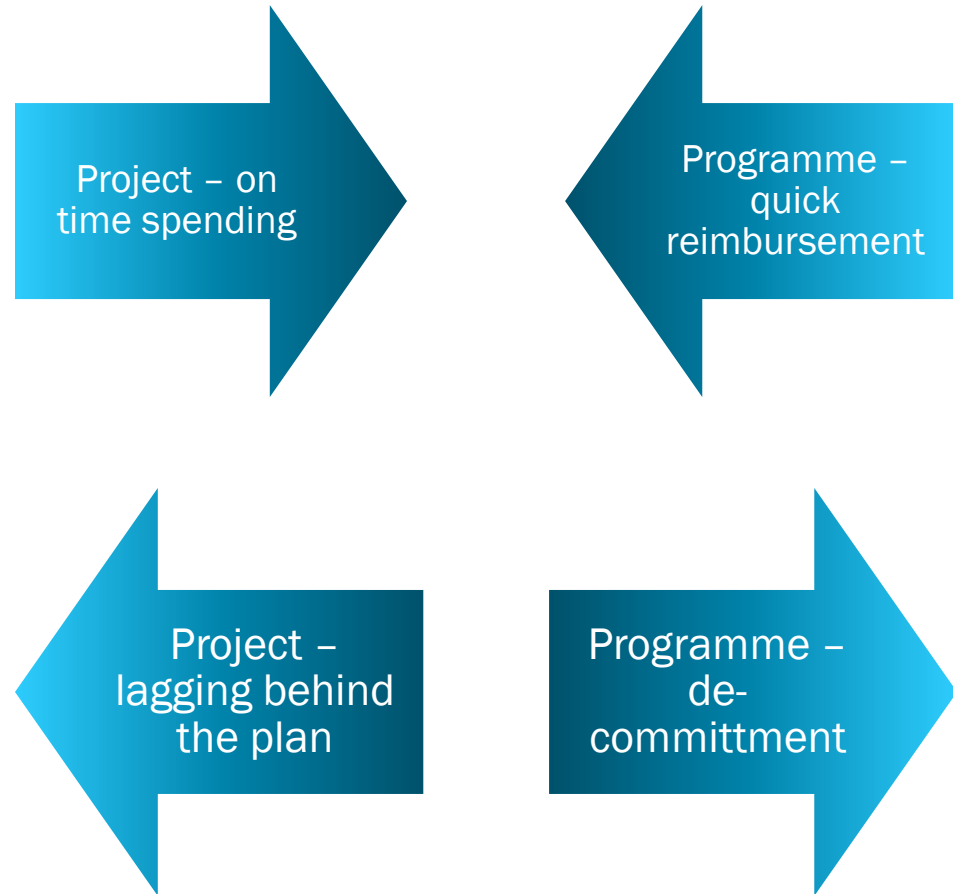 Project – on
time spending
Programme –
quick
reimbursement
Project –
lagging behind
the plan
Programme –
de-
committment